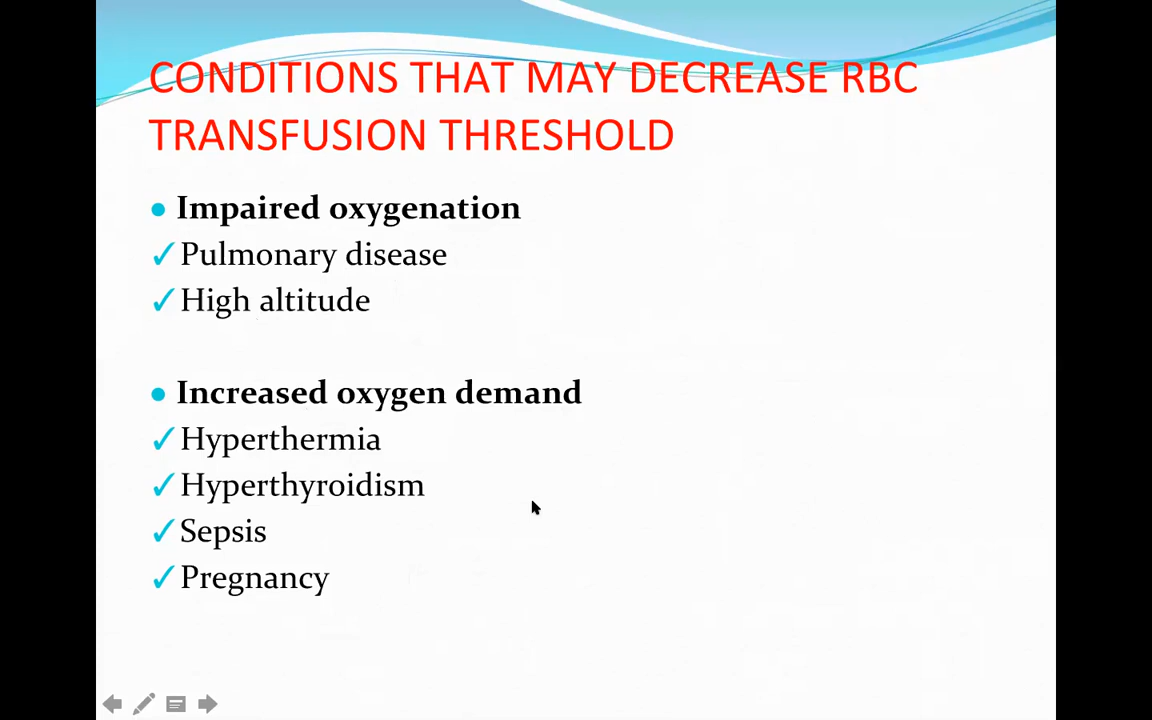 CONDITIONS THAT MAY DECREASE RBC
TRANSFUSION THRESHOLD
• Impaired oxygenation
✓Pulmonary disease
✓High altitude
• Increased oxygen demand
✓Hyperthermia
✓Hyperthyroidism
✓Sepsis
✓Pregnancy